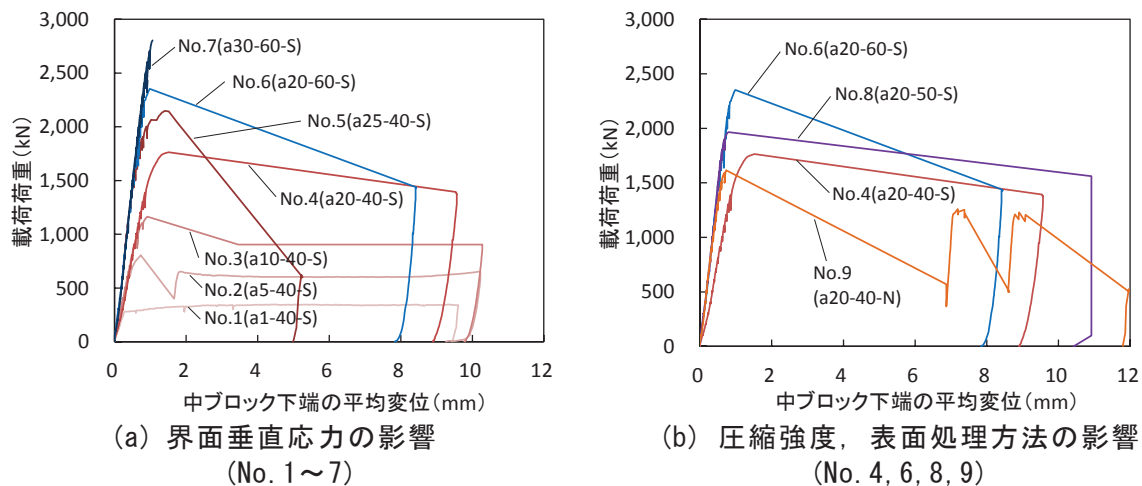 3,000
2,500
2,000
1,500
1,000
500
0
載荷荷重(kN)
No.7(a30-60-S)
No.6(a20-60-S)
No.5(a25-40-S)
No.4(a20-40-S)
No.3(a10-40-S)
No.2(a5-40-S)
No.1(a1-40-S)
0 2 4 6 8 10 12
中ブロック下端の平均変位(mm)
(a) 界面垂直応力の影響
(No.1~7)
3,000
2,500
2,000
1,500
1,000
500
0
載荷荷重(kN)
No.6(a20-60-S)
No.8(a20-50-S)
No.4(a20-40-S)
No.9
(a20-40-N)
0 2 4 6 8 10 12
中ブロック下端の平均変位(mm)
(b) 圧縮強度, 表面処理方法の影響
(No.4,6,8,9)